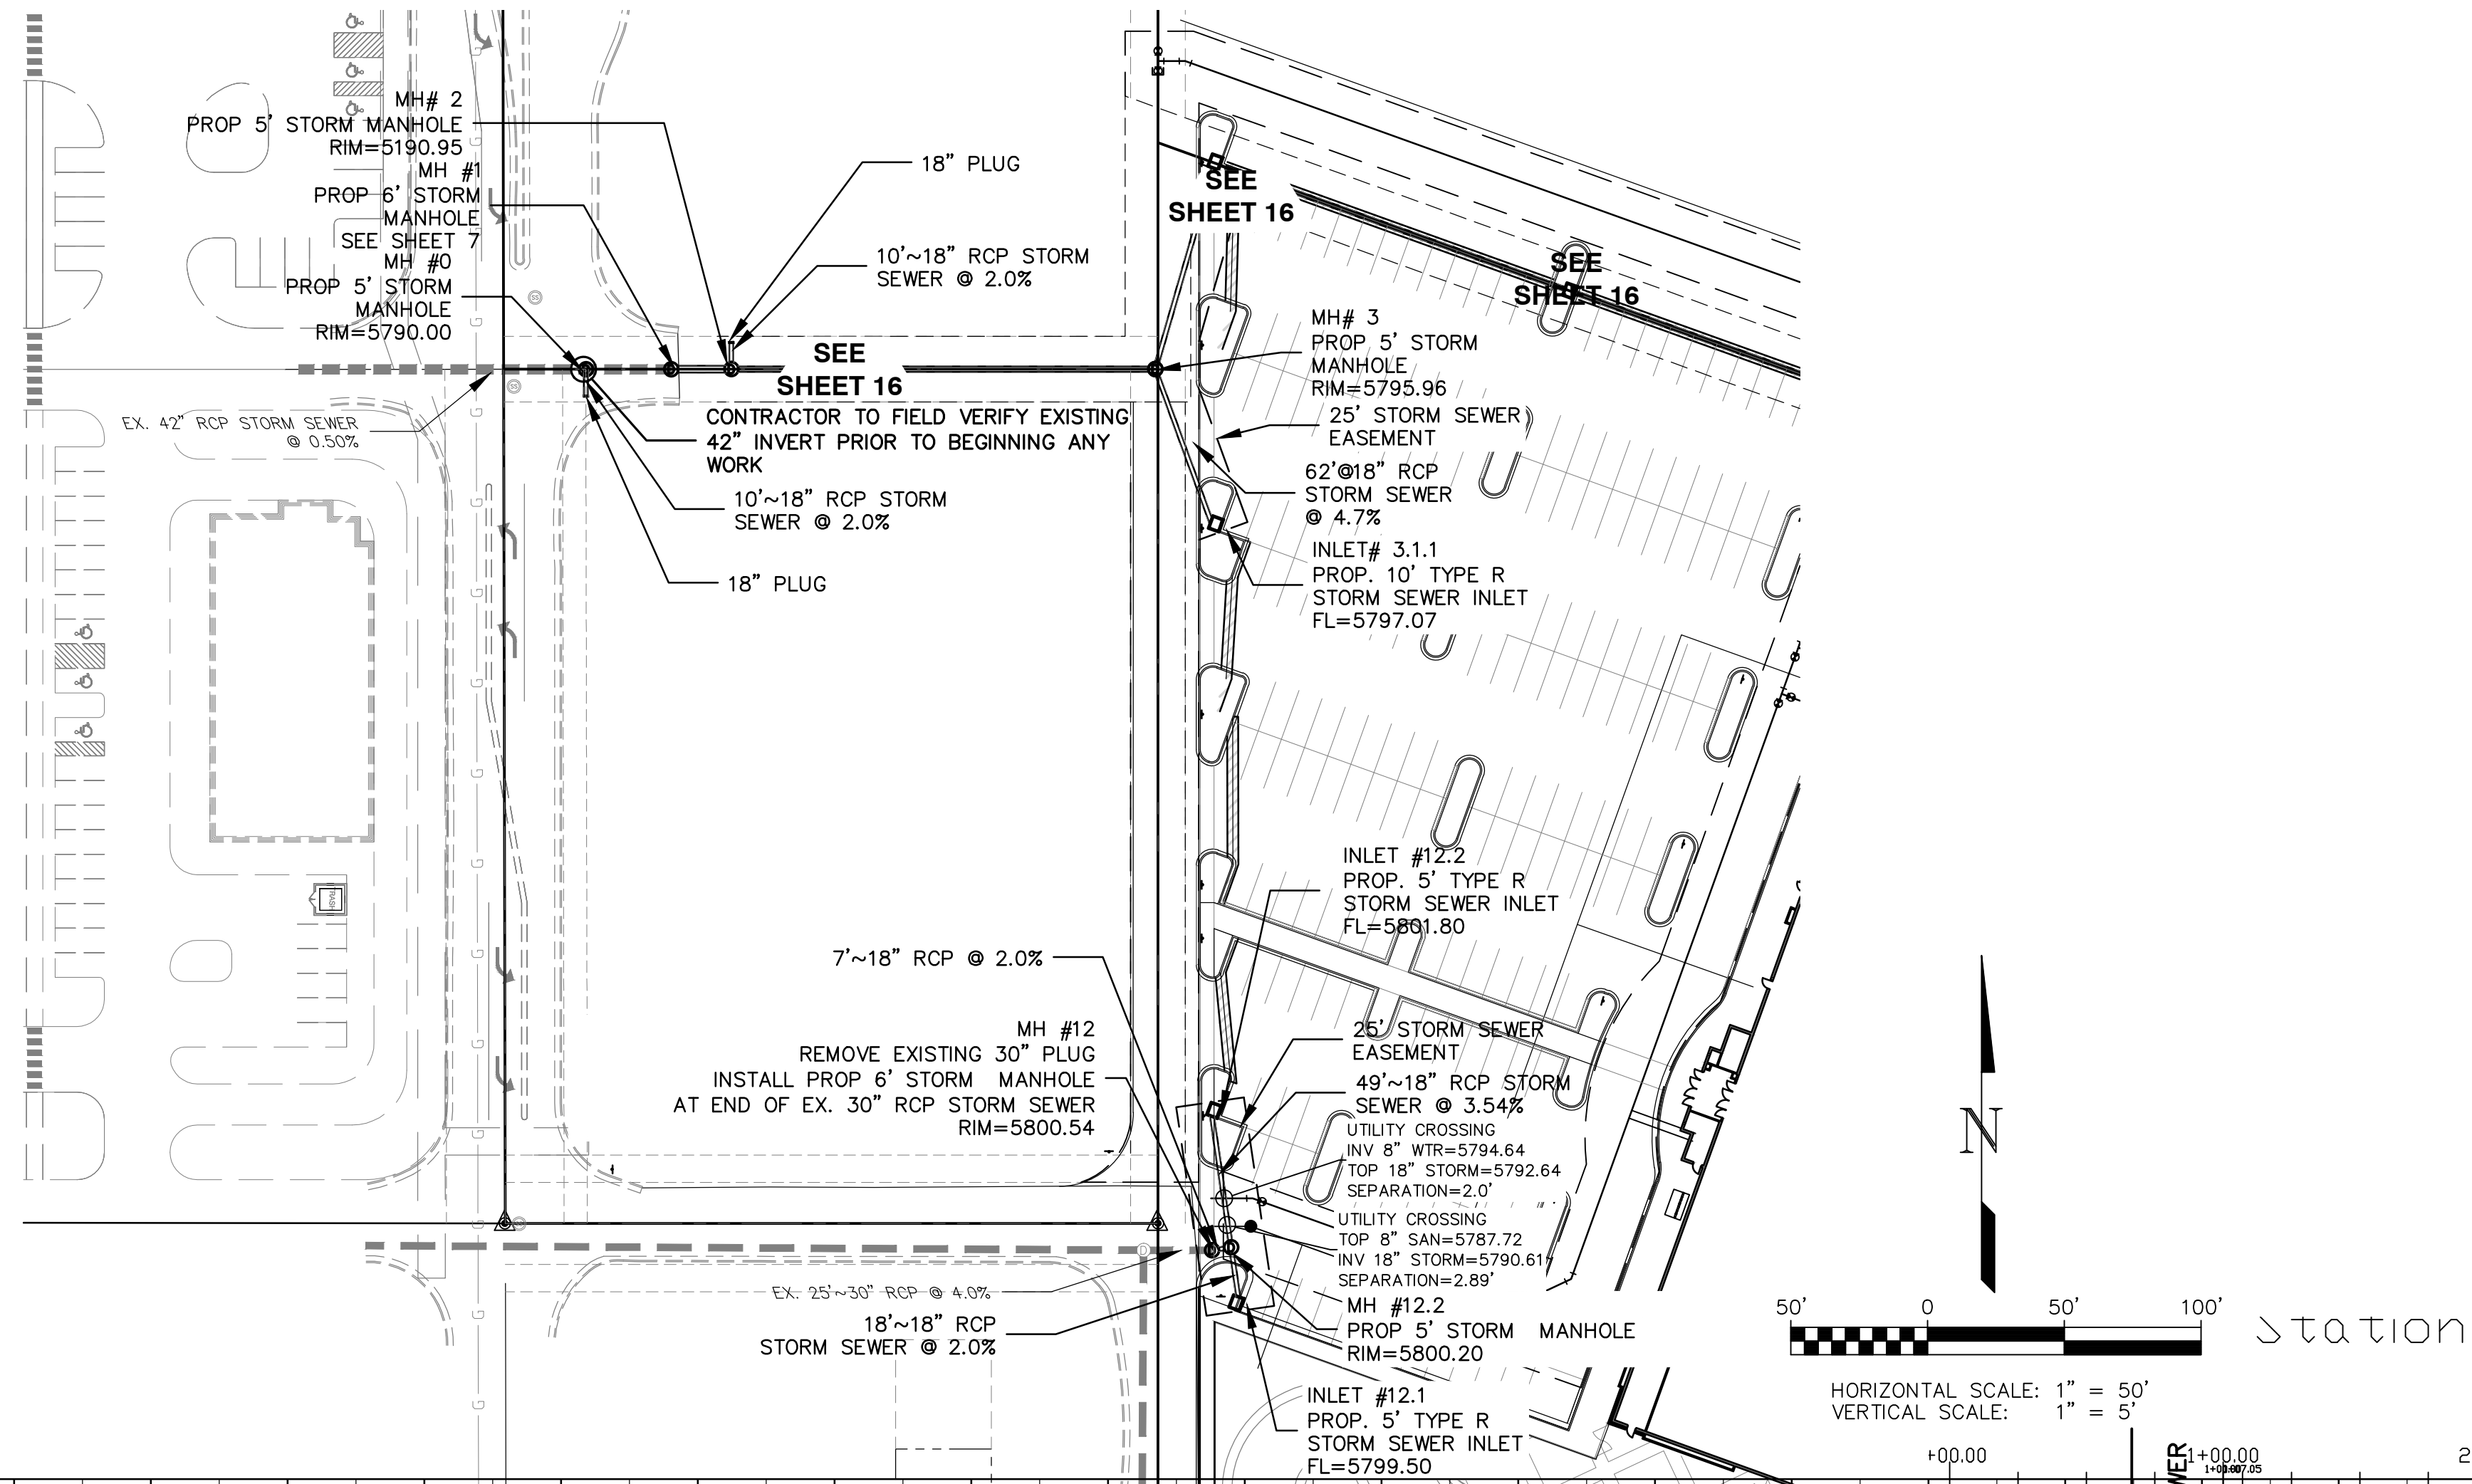 MH# 2
PROP 5' STORM MANHOLE
RIM=5190.95
MH #1
PROP 6' STORM
MANHOLE
SEE SHEET 7
MH #0
PROP 5' STORM
MANHOLE
RIM=5790.00
EX. 42" RCP STORM SEWER
@ 0.50%
18" PLUG
10'~18" RCP STORM
SEWER @ 2.0%
SEE
SHEET 16
CONTRACTOR TO FIELD VERIFY EXISTING
42" INVERT PRIOR TO BEGINNING ANY
WORK
10'~18" RCP STORM
SEWER @ 2.0%
18" PLUG
SEE
SHEET 16
SEE
SHEET 16
MH# 3
PROP 5' STORM
MANHOLE
RIM=5795.96
25' STORM SEWER
EASEMENT
62'@18" RCP
STORM SEWER
@ 4.7%
INLET# 3.1.1
PROP. 10' TYPE R
STORM SEWER INLET
FL=5797.07
INLET #12.2
PROP. 5' TYPE R
STORM SEWER INLET
FL=5801.80
7'~18" RCP @ 2.0%
MH #12
REMOVE EXISTING 30" PLUG
INSTALL PROP 6' STORM MANHOLE
AT END OF EX. 30" RCP STORM SEWER
RIM=5800.54
25' STORM SEWER
EASEMENT
49'~18" RCP STORM
SEWER @ 3.54%
UTILITY CROSSING
INV 8" WTR=5794.64
TOP 18" STORM=5792.64
SEPARATION=2.0'
UTILITY CROSSING
TOP 8" SAN=5787.72
INV 18" STORM=5790.61
SEPARATION=2.89'
EX. 25'~30" RCP @ 4.0%
18'~18" RCP
STORM SEWER @ 2.0%
MH #12.2
PROP 5' STORM MANHOLE
RIM=5800.20
INLET #12.1
PROP. 5' TYPE R
STORM SEWER INLET
FL=5799.50
TRASH
SS
SS
SS
D
G
G
G
G
G
G
G
G
G
G
G
N
50' 0 50' 100'
Station
HORIZONTAL SCALE: 1" = 50'
VERTICAL SCALE: 1" = 5'
+00.00
1+00.00
2